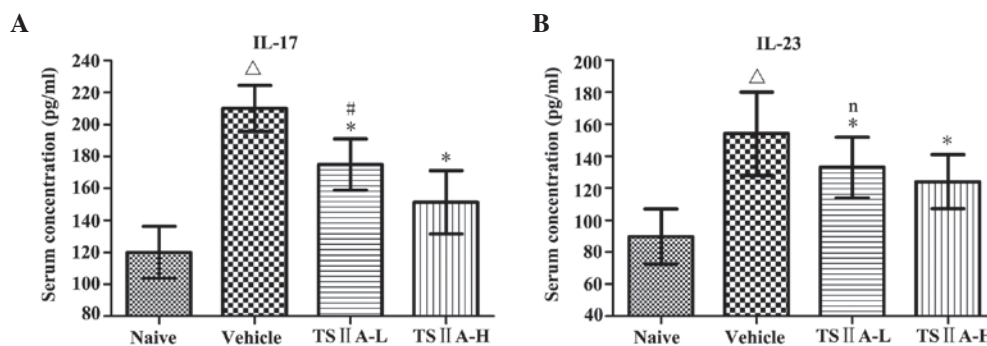 A
IL-17
Serum concentration (pg/ml)
240
220
200
180
160
140
120
100
80
△
#
*
*
Naive Vehicle TSⅡA-L TSⅡA-H
B
IL-23
Serum concentration (pg/ml)
200
180
160
140
120
100
80
60
40
△
n
*
*
Naive Vehicle TSⅡA-L TSⅡA-H